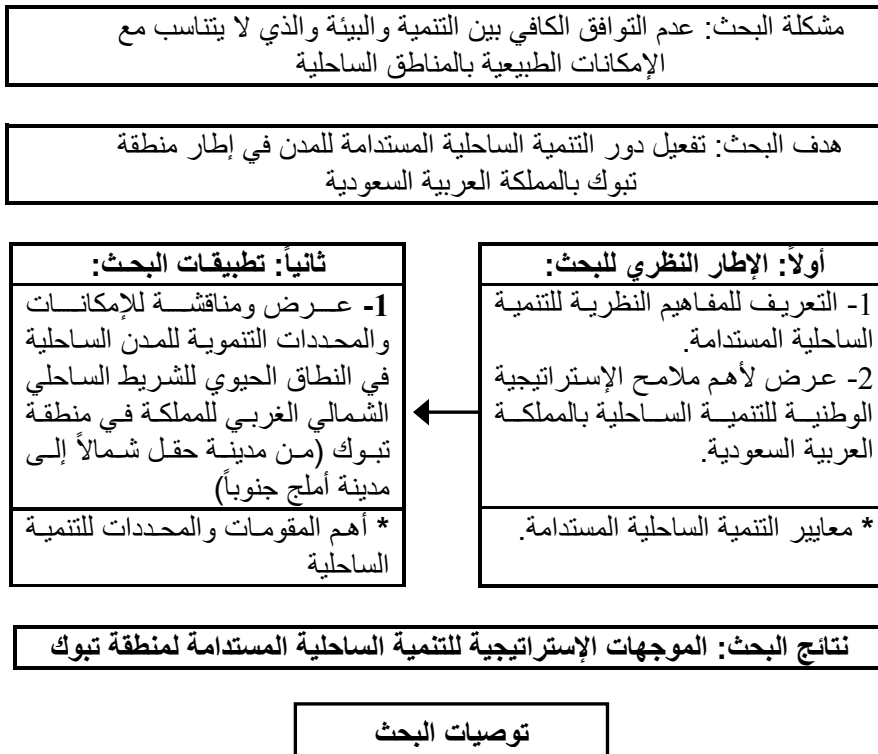 مشكلة البحث: عدم التوافق الكافي بين التنمية والبيئة والذي لا يتناسب مع
الإمكانات الطبيعية بالمناطق الساحلية
هدف البحث: تفعيل دور التنمية الساحلية المستدامة للمدن في إطار منطقة
تبوك بالمملكة العربية السعودية
أولاً: الإطار النظري للبحث:
1- التعريف للمفاهيم النظرية للتنمية
الساحلية المستدامة.
2- عرض لأهم ملامح الإستراتيجية
الوطنية للتنمية الساحلية بالمملكة
العربية السعودية.
* معايير التنمية الساحلية المستدامة.
ثانياً: تطبيقات البحث:
1- عرض ومناقشة للإمكانات
والمحددات التنموية للمدن الساحلية
في النطاق الحيوي للشريط الساحلي
الشمالي الغربي للمملكة في منطقة
تبوك (من مدينة حقل شمالاً إلى
مدينة أملج جنوباً)
* أهم المقومات والمحددات للتنمية
الساحلية
نتائج البحث: الموجهات الإستراتيجية للتنمية الساحلية المستدامة لمنطقة تبوك
توصيات البحث